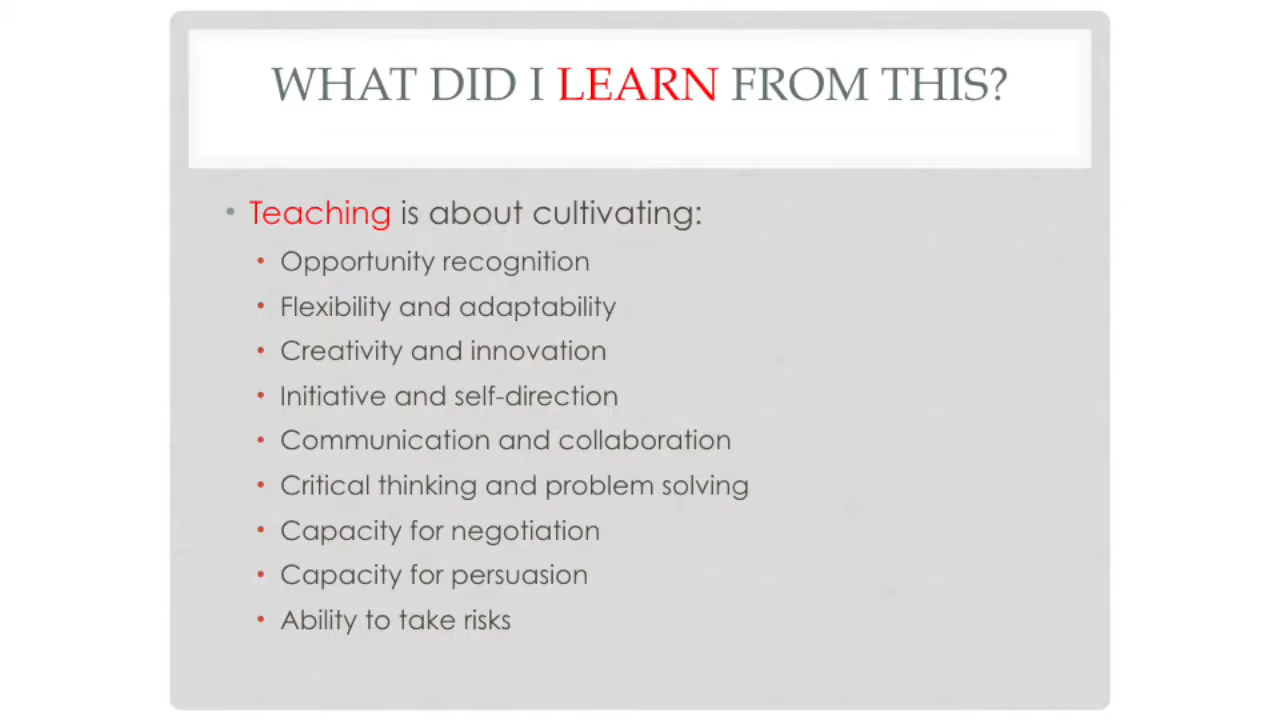 WHAT DID I LEARN FROM THIS?
• Teaching is about cultivating:
• Opportunity recognition
• Flexibility and adaptability
• Creativity and innovation
• Initiative and self-direction
• Communication and collaboration
• Critical thinking and problem solving
• Capacity for negotiation
• Capacity for persuasion
• Ability to take risks